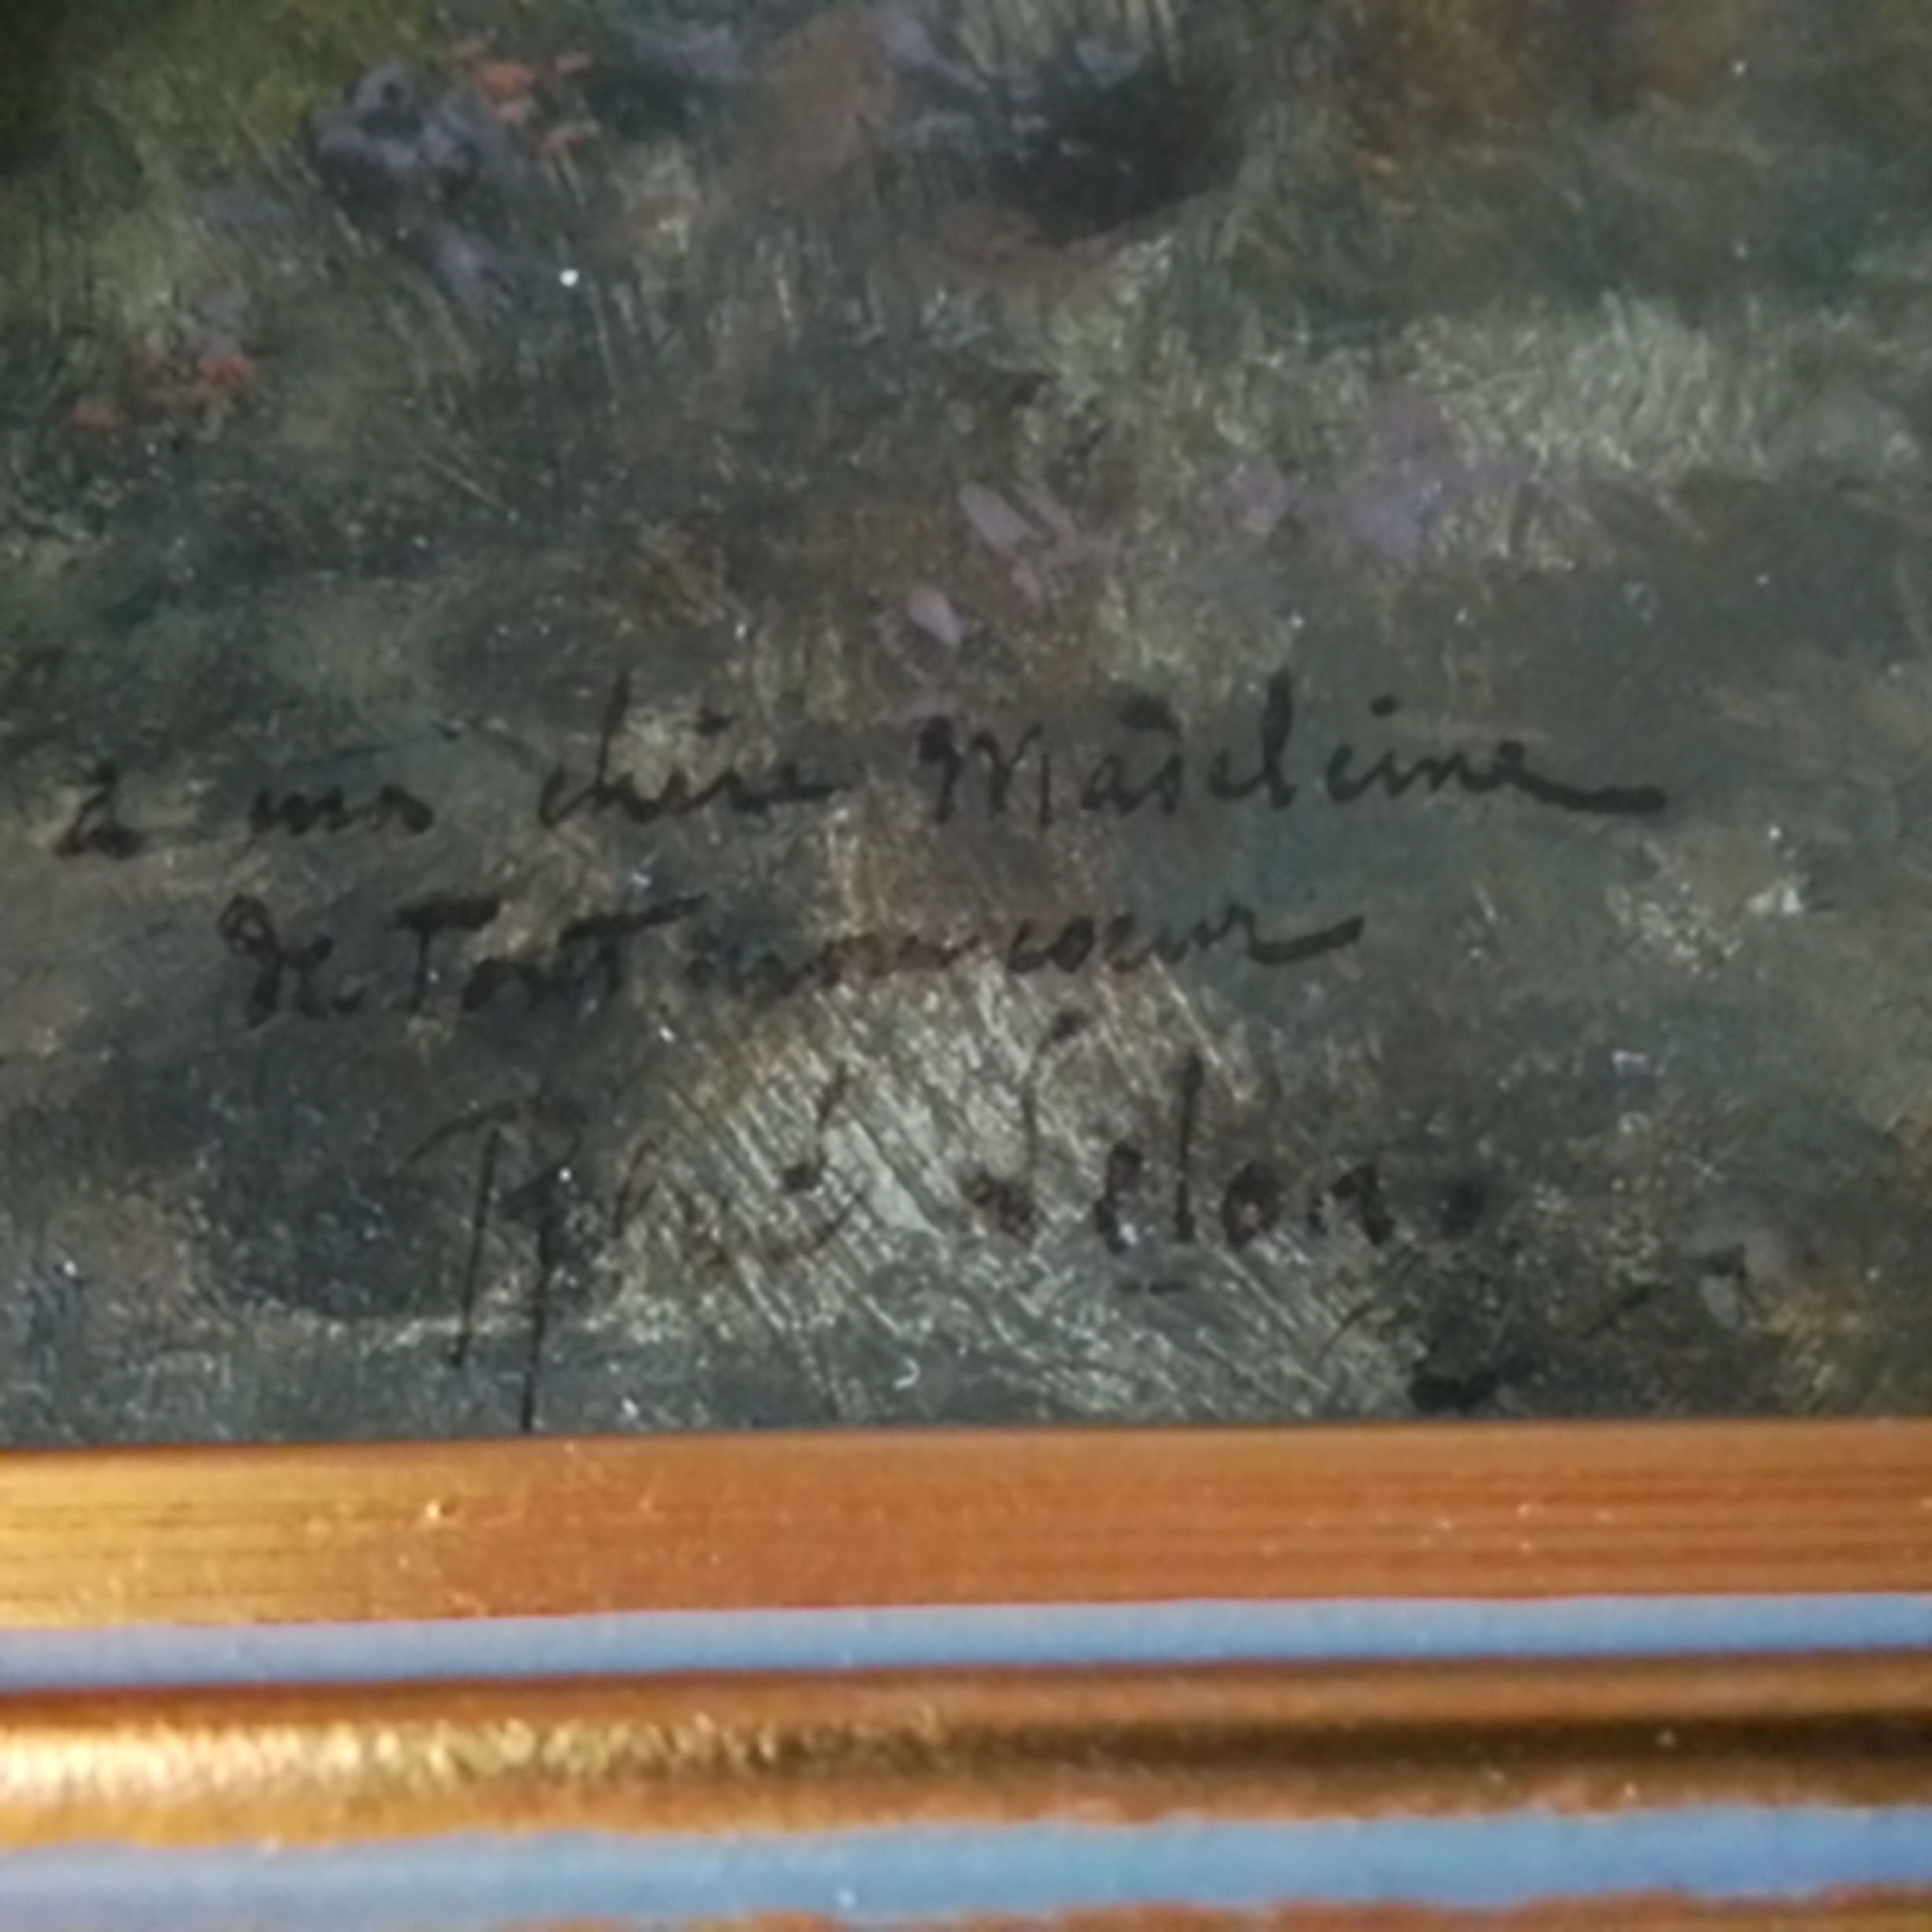 a ma chère Madeleine
De Tout mon coeur